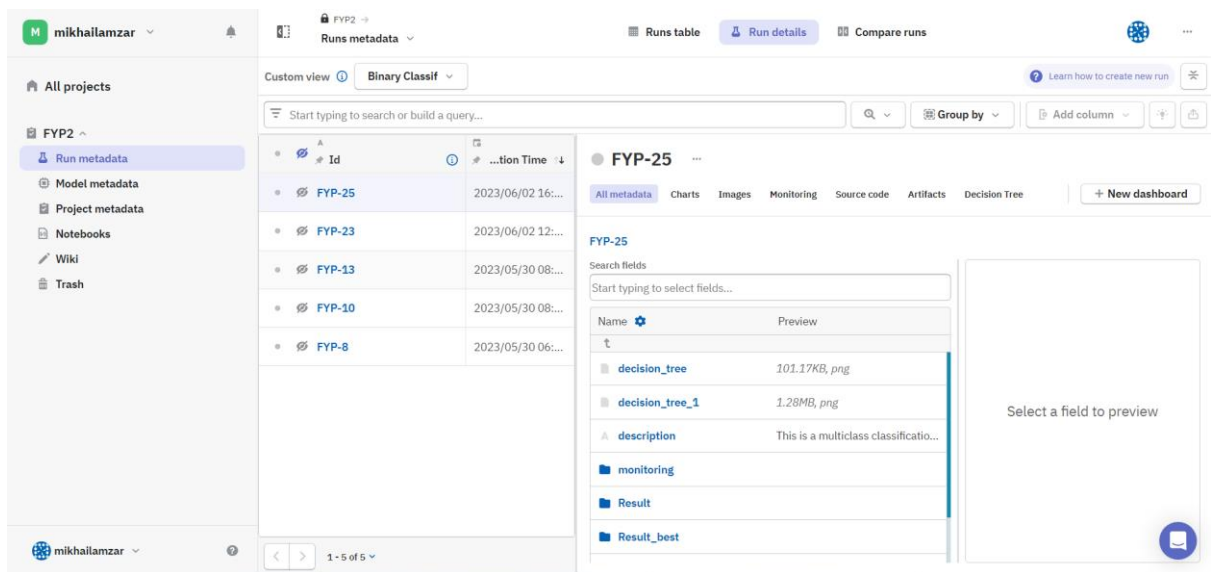 M mikhailamzar
All projects
FYP2
Run metadata
Model metadata
Project metadata
Notebooks
Wiki
Trash
mikhailamzar
FYP2
Runs metadata
Runs table
Run details
Compare runs
Custom view
Binary Classif
Learn how to create new run
Start typing to search or build a query...
Group by
Add column
A
Id
...tion Time
FYP-25 2023/06/02 16:...
FYP-23 2023/06/02 12:...
FYP-13 2023/05/30 08:...
FYP-10 2023/05/30 08:...
FYP-8 2023/05/30 06:...
1 - 5 of 5
FYP-25
All metadata Charts Images Monitoring Source code Artifacts Decision Tree
+ New dashboard
FYP-25
Search fields
Start typing to select fields...
Name Preview
t
decision_tree 101.17KB, png
decision_tree_1 1.28MB, png
A description This is a multiclass classificatio...
monitoring
Result
Result_best
Select a field to preview